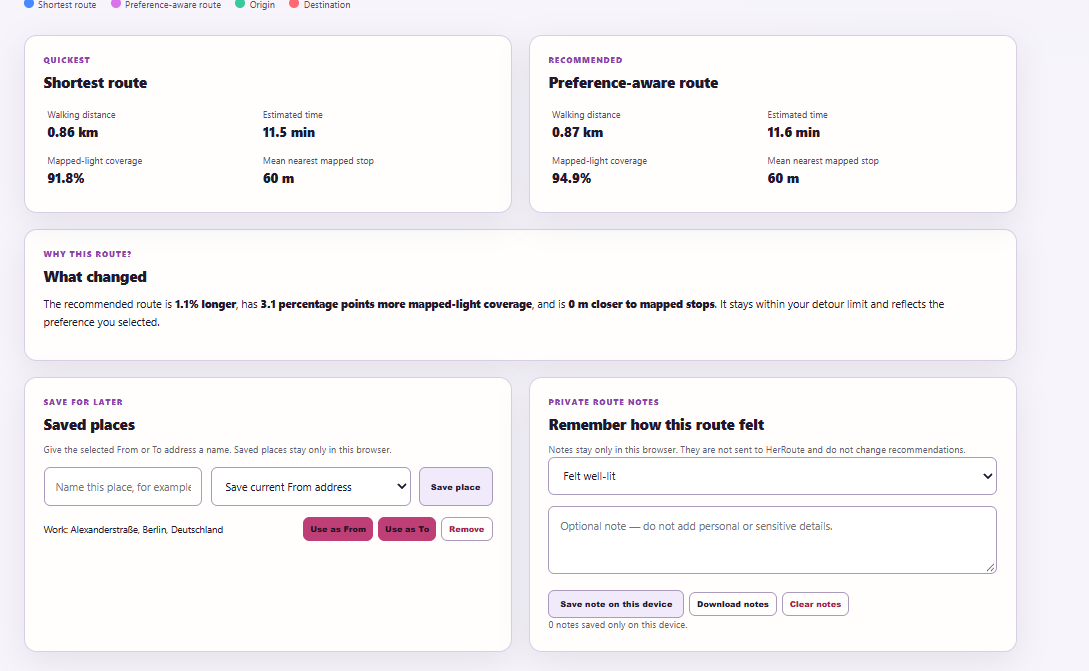 Shortest route Preference-aware route Origin Destination
QUICKEST
Shortest route
Walking distance Estimated time
0.86 km 11.5 min
Mapped-light coverage Mean nearest mapped stop
91.8% 60 m
RECOMMENDED
Preference-aware route
Walking distance Estimated time
0.87 km 11.6 min
Mapped-light coverage Mean nearest mapped stop
94.9% 60 m
WHY THIS ROUTE?
What changed
The recommended route is 1.1% longer, has 3.1 percentage points more mapped-light coverage, and is 0 m closer to mapped stops. It stays within your detour limit and reflects the
preference you selected.
SAVE FOR LATER
Saved places
Give the selected From or To address a name. Saved places stay only in this browser.
Name this place, for example Save current From address Save place
Work: Alexanderstraße, Berlin, Deutschland Use as From Use as To Remove
PRIVATE ROUTE NOTES
Remember how this route felt
Notes stay only in this browser. They are not sent to HerRoute and do not change recommendations.
Felt well-lit
Optional note — do not add personal or sensitive details.
Save note on this device Download notes Clear notes
0 notes saved only on this device.